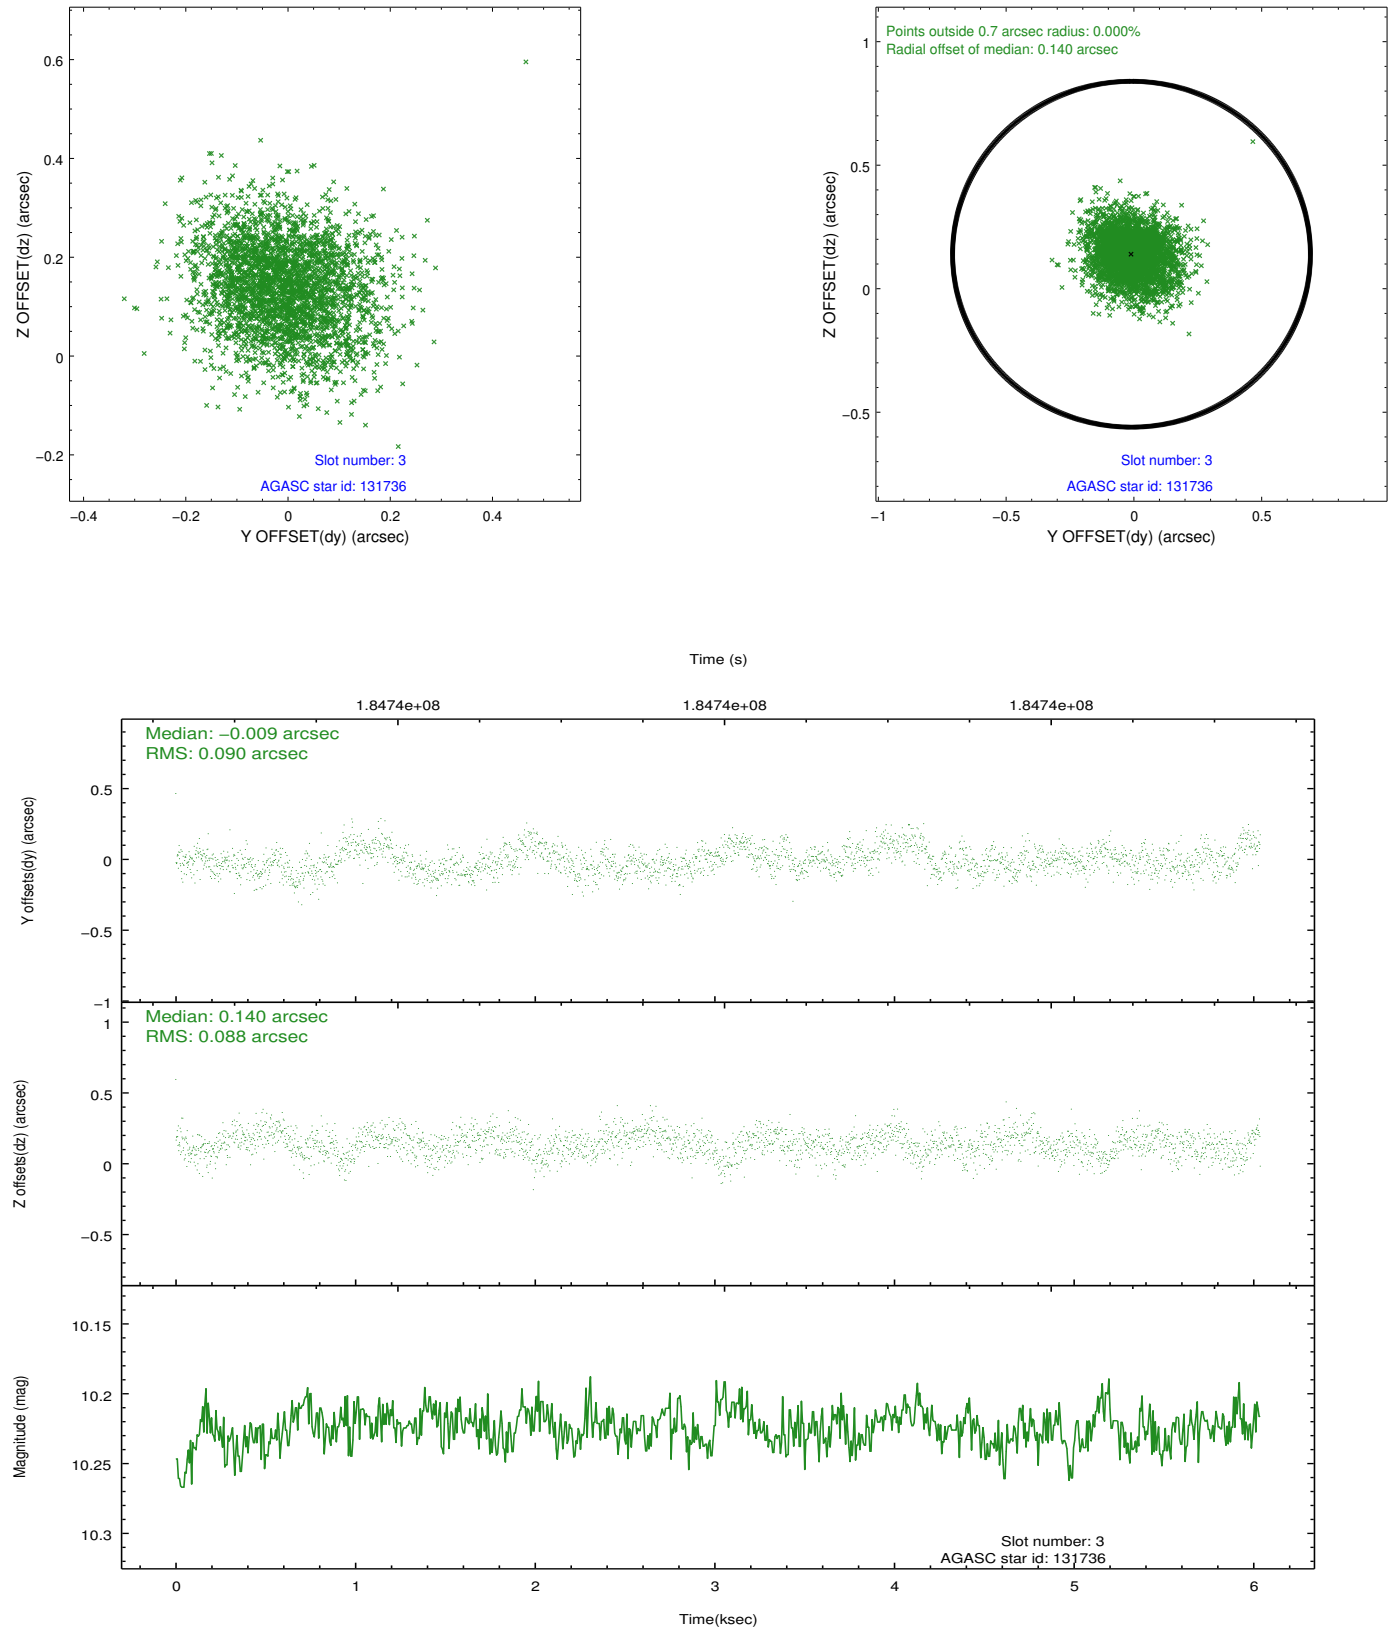 0.6
0.4
0.2
0
−0.2
Z OFFSET(dz) (arcsec)
Slot number: 3
AGASC star id: 131736
−0.4
−0.2
0
0.2
0.4
Y OFFSET(dy) (arcsec)
Points outside 0.7 arcsec radius: 0.000%
Radial offset of median: 0.140 arcsec
1
0.5
0
−0.5
Z OFFSET(dz) (arcsec)
Slot number: 3
AGASC star id: 131736
−1
−0.5
0
0.5
Y OFFSET(dy) (arcsec)
Time (s)
1.8474e+08
1.8474e+08
1.8474e+08
Median: −0.009 arcsec
RMS: 0.090 arcsec
0.5
0
−0.5
−1
Y offsets(dy) (arcsec)
Median: 0.140 arcsec
RMS: 0.088 arcsec
1
0.5
0
−0.5
Z offsets(dz) (arcsec)
10.15
10.2
10.25
10.3
Magnitude (mag)
Slot number: 3
AGASC star id: 131736
0
1
2
3
4
5
6
Time(ksec)